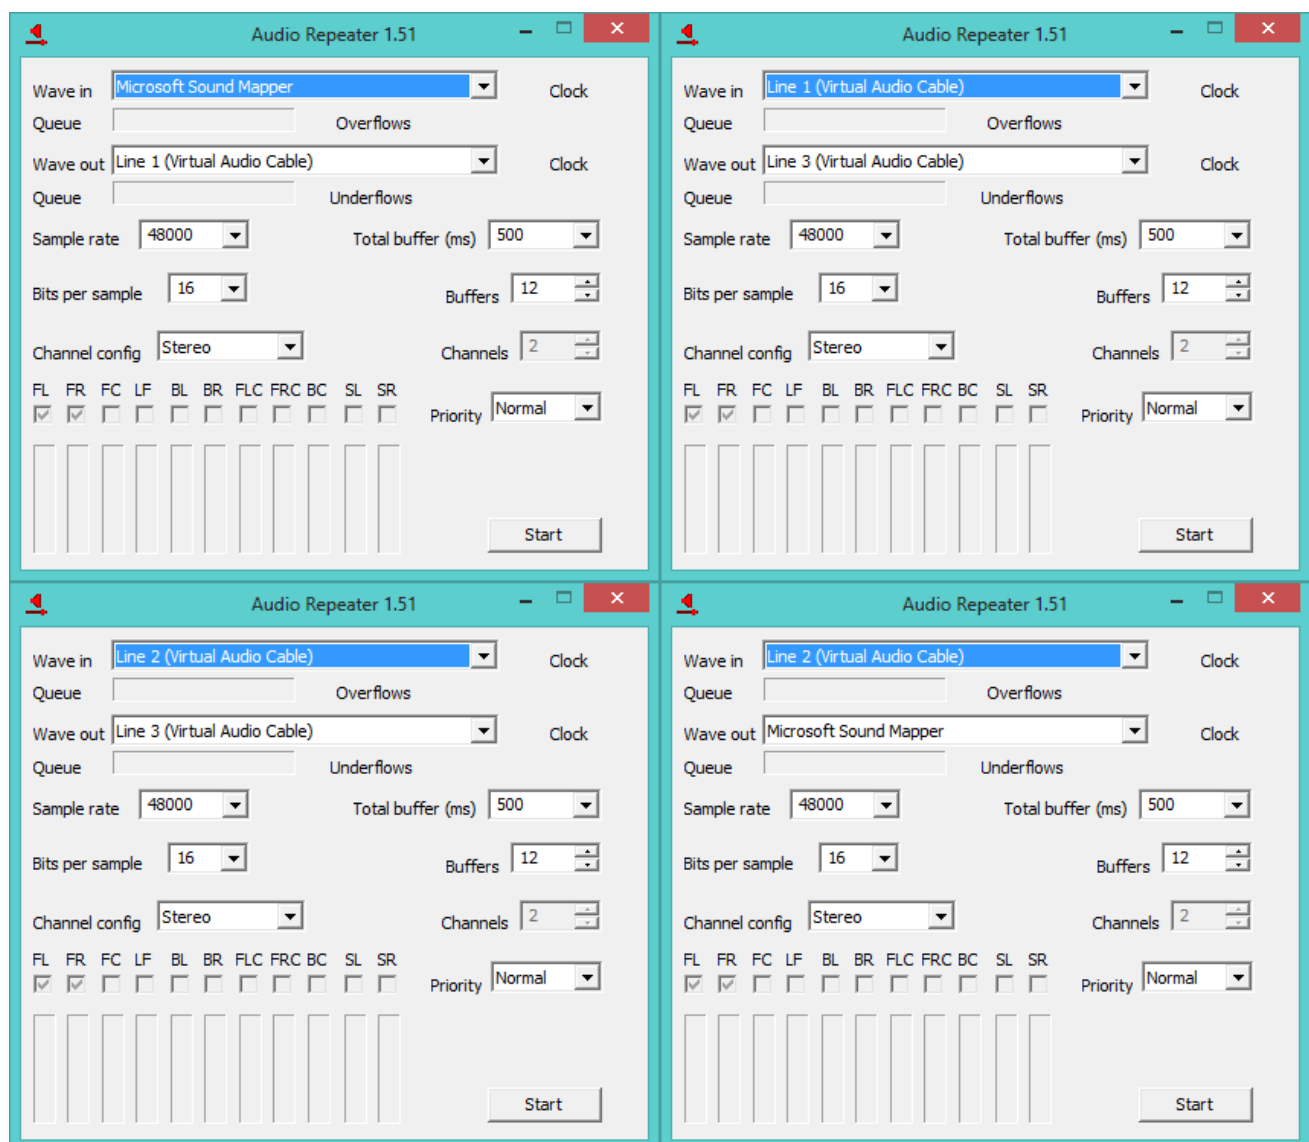 Audio Repeater 1.51
Wave in Microsoft Sound Mapper Clock
Queue Overflows
Wave out Line 1 (Virtual Audio Cable) Clock
Queue Underflows
Sample rate 48000 Total buffer (ms) 500
Bits per sample 16 Buffers 12
Channel config Stereo Channels 2
FL FR FC LF BL BR FLC FRC BC SL SR
Priority Normal
Start
Audio Repeater 1.51
Wave in Line 1 (Virtual Audio Cable) Clock
Queue Overflows
Wave out Line 3 (Virtual Audio Cable) Clock
Queue Underflows
Sample rate 48000 Total buffer (ms) 500
Bits per sample 16 Buffers 12
Channel config Stereo Channels 2
FL FR FC LF BL BR FLC FRC BC SL SR
Priority Normal
Start
Audio Repeater 1.51
Wave in Line 2 (Virtual Audio Cable) Clock
Queue Overflows
Wave out Line 3 (Virtual Audio Cable) Clock
Queue Underflows
Sample rate 48000 Total buffer (ms) 500
Bits per sample 16 Buffers 12
Channel config Stereo Channels 2
FL FR FC LF BL BR FLC FRC BC SL SR
Priority Normal
Start
Audio Repeater 1.51
Wave in Line 2 (Virtual Audio Cable) Clock
Queue Overflows
Wave out Microsoft Sound Mapper Clock
Queue Underflows
Sample rate 48000 Total buffer (ms) 500
Bits per sample 16 Buffers 12
Channel config Stereo Channels 2
FL FR FC LF BL BR FLC FRC BC SL SR
Priority Normal
Start